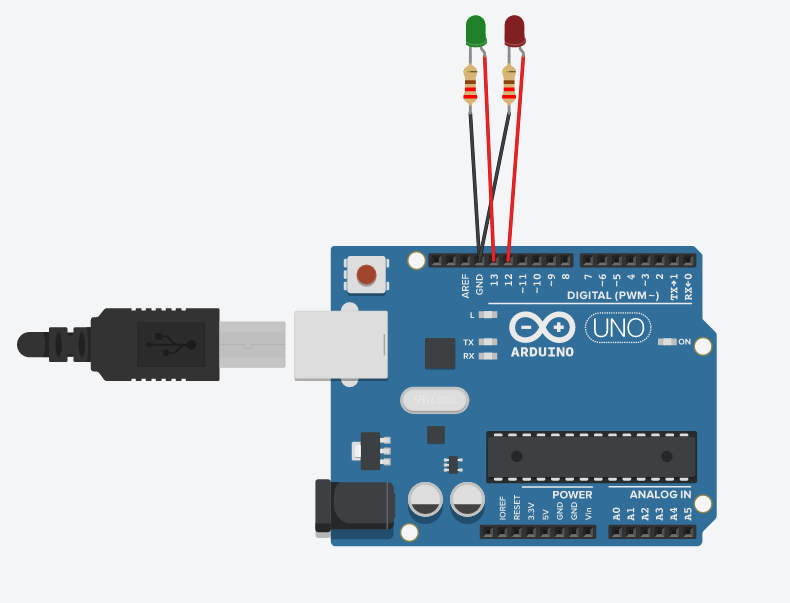 AREF
GND
13
12
~11
~10
~9
8
7
~6
~5
4
~3
2
TX→1
RX←0
DIGITAL (PWM~)
L
TX
RX
ARDUINO
UNO
ON
POWER
ANALOG IN
IOREF
RESET
3.3V
5V
GND
GND
Vin
A0
A1
A2
A3
A4
A5